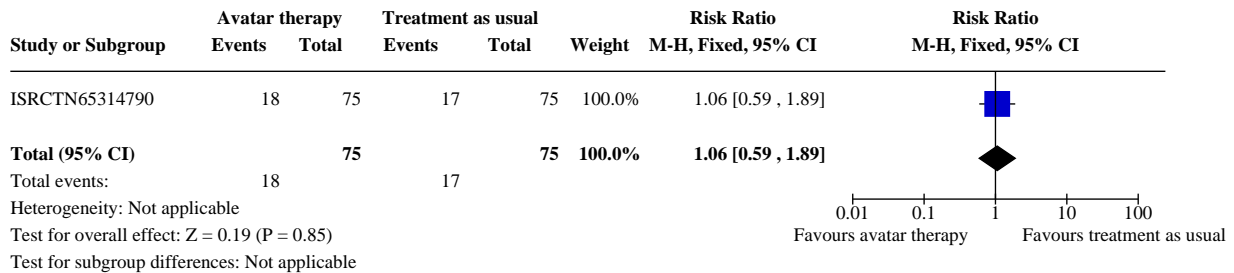 Avatar therapy Treatment as usual Risk Ratio Risk Ratio
Study or Subgroup Events Total Events Total Weight M-H, Fixed, 95% CI M-H, Fixed, 95% CI
ISRCTN65314790 18 75 17 75 100.0% 1.06 [0.59 , 1.89]
Total (95% CI) 75 75 100.0% 1.06 [0.59 , 1.89]
Total events: 18 17
Heterogeneity: Not applicable 0.01 0.1 1 10 100
Test for overall effect: Z = 0.19 (P = 0.85) Favours avatar therapy Favours treatment as usual
Test for subgroup differences: Not applicable